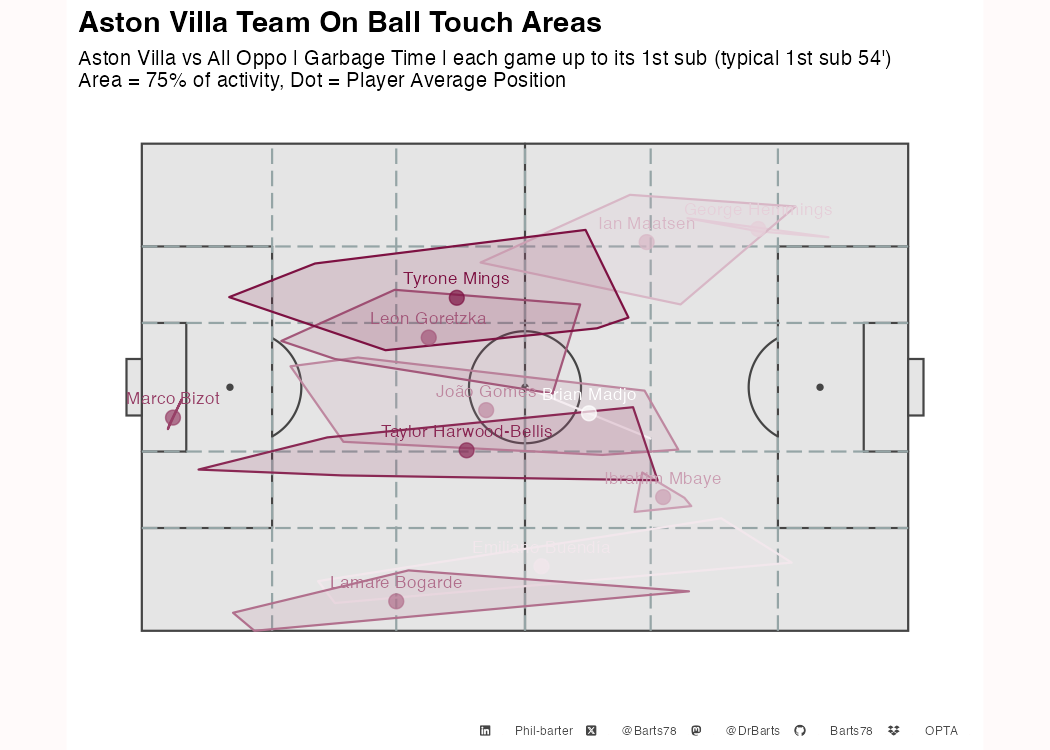 Aston Villa Team On Ball Touch Areas
Aston Villa vs All Oppo | Garbage Time | each game up to its 1st sub (typical 1st sub 54')
Area = 75% of activity, Dot = Player Average Position
George Hemmings
Ian Maatsen
Tyrone Mings
Leon Goretzka
João Gomes
Brian Madjo
Marco Bizot
Taylor Harwood-Bellis
Ibrahim Mbaye
Emiliano Buendia
Lamare Bogarde
Phil-barter
@Barts78
@DrBarts
Barts78
OPTA